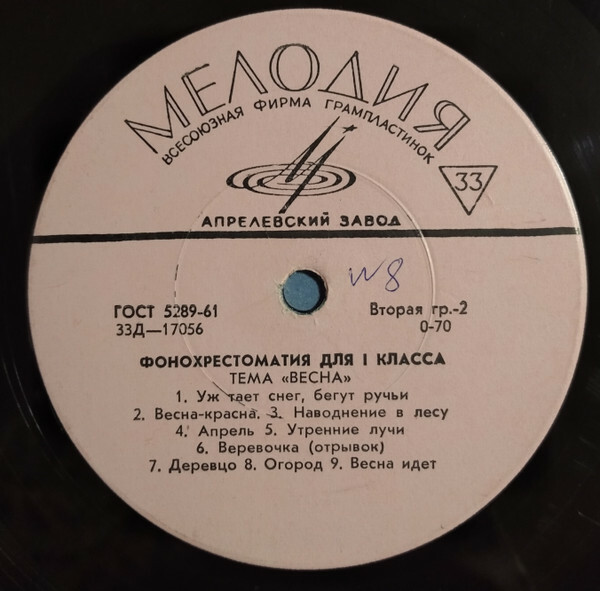 МЕЛОДИЯ
ВСЕСОЮЗНАЯ ФИРМА ГРАМПЛАСТИНОК
33
АПРЕЛЕВСКИЙ ЗАВОД
№8
ГОСТ 5289-61
Вторая гр.-2
33Д—17056
0-70
ФОНОХРЕСТОМАТИЯ ДЛЯ I КЛАССА
ТЕМА «ВЕСНА»
1. Уж тает снег, бегут ручьи
2. Весна-красна. 3. Наводнение в лесу
4. Апрель 5. Утренние лучи
6. Веревочка (отрывок)
7. Деревцо 8. Огород 9. Весна идет